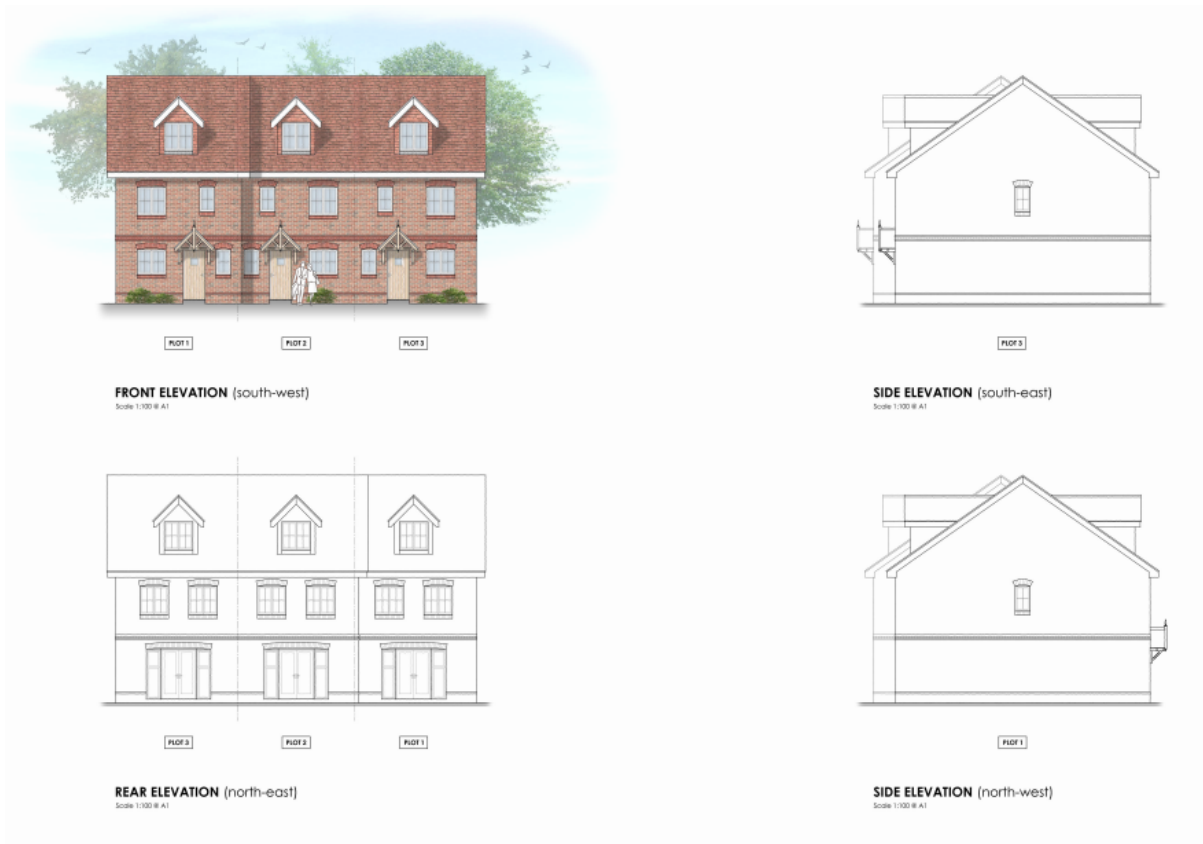 PLOT 1
PLOT 2
PLOT 3
FRONT ELEVATION (south-west)
Scale 1:100 @ A1
PLOT 3
SIDE ELEVATION (south-east)
Scale 1:100 @ A1
PLOT 3
PLOT 2
PLOT 1
REAR ELEVATION (north-east)
Scale 1:100 @ A1
PLOT 1
SIDE ELEVATION (north-west)
Scale 1:100 @ A1